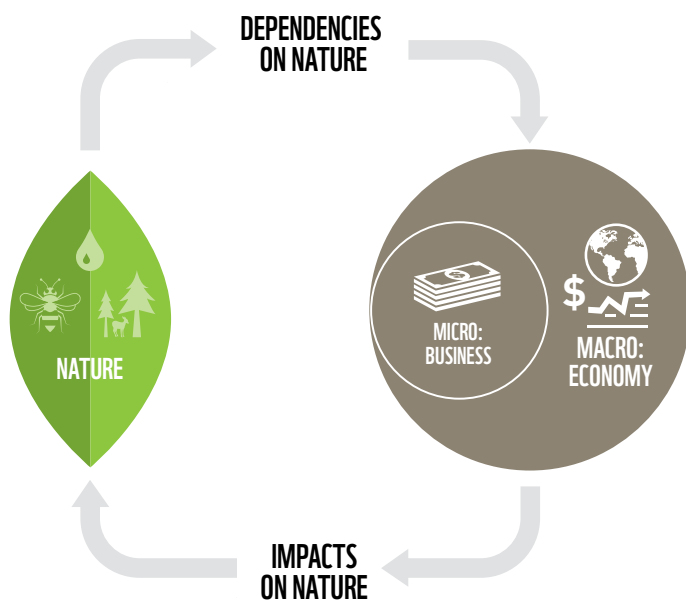 DEPENDENCIES
ON NATURE
NATURE
$
MICRO:
BUSINESS
MACRO:
ECONOMY
IMPACTS
ON NATURE